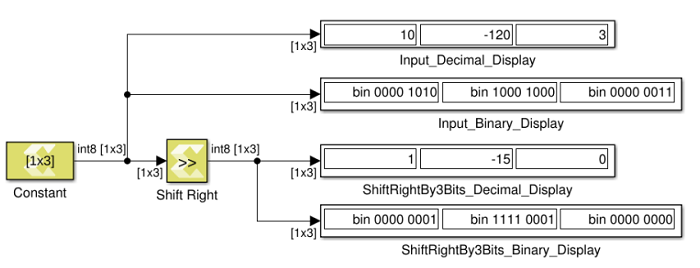 10 -120 3
[1x3]
Input_Decimal_Display
bin 0000 1010 bin 1000 1000 bin 0000 0011
[1x3]
Input_Binary_Display
[1x3] int8 [1x3] >> int8 [1x3] 1 -15 0
[1x3] [1x3]
Constant Shift Right ShiftRightBy3Bits_Decimal_Display
bin 0000 0001 bin 1111 0001 bin 0000 0000
[1x3]
ShiftRightBy3Bits_Binary_Display